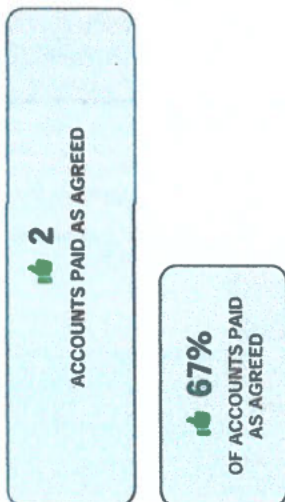 2
ACCOUNTS PAID AS AGREED
67%
OF ACCOUNTS PAID
AS AGREED